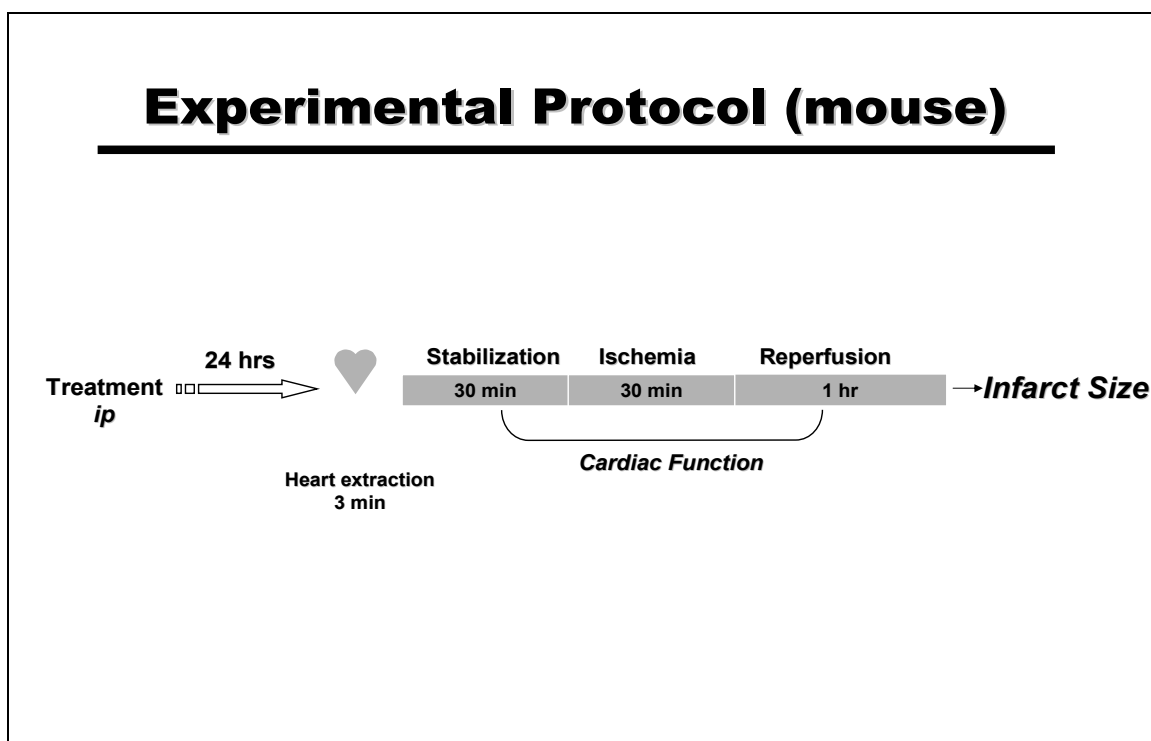 Experimental Protocol (mouse)
24 hrs
Treatment
ip
Heart extraction
3 min
Stabilization Ischemia Reperfusion
30 min 30 min 1 hr
Cardiac Function
Infarct Size